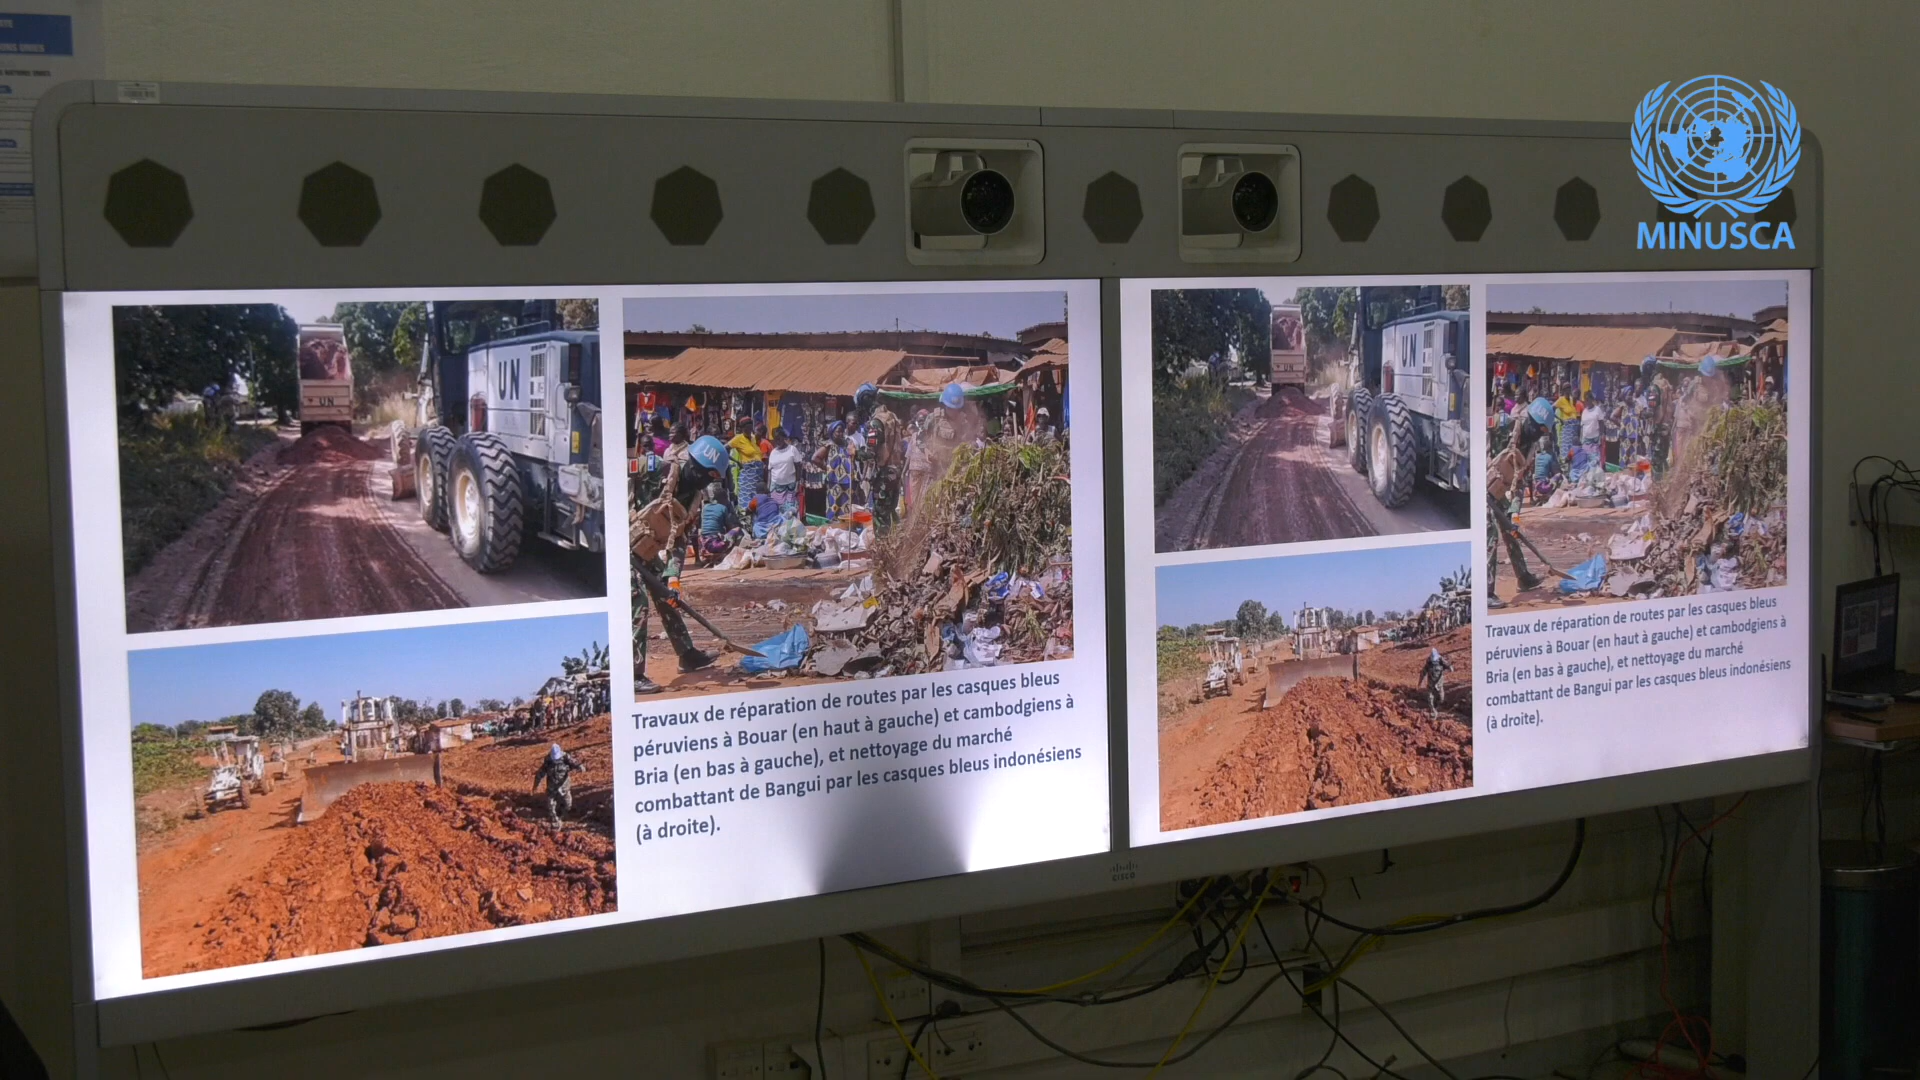 MINUSCA
UN
UN
UN
Travaux de réparation de routes par les casques bleus
péruviens à Bouar (en haut à gauche) et cambodgiens à
Bria (en bas à gauche), et nettoyage du marché
combattant de Bangui par les casques bleus indonésiens
(à droite).
UN
UN
Travaux de réparation de routes par les casques bleus
péruviens à Bouar (en haut à gauche) et cambodgiens à
Bria (en bas à gauche), et nettoyage du marché
combattant de Bangui par les casques bleus indonésiens
(à droite).
cisco